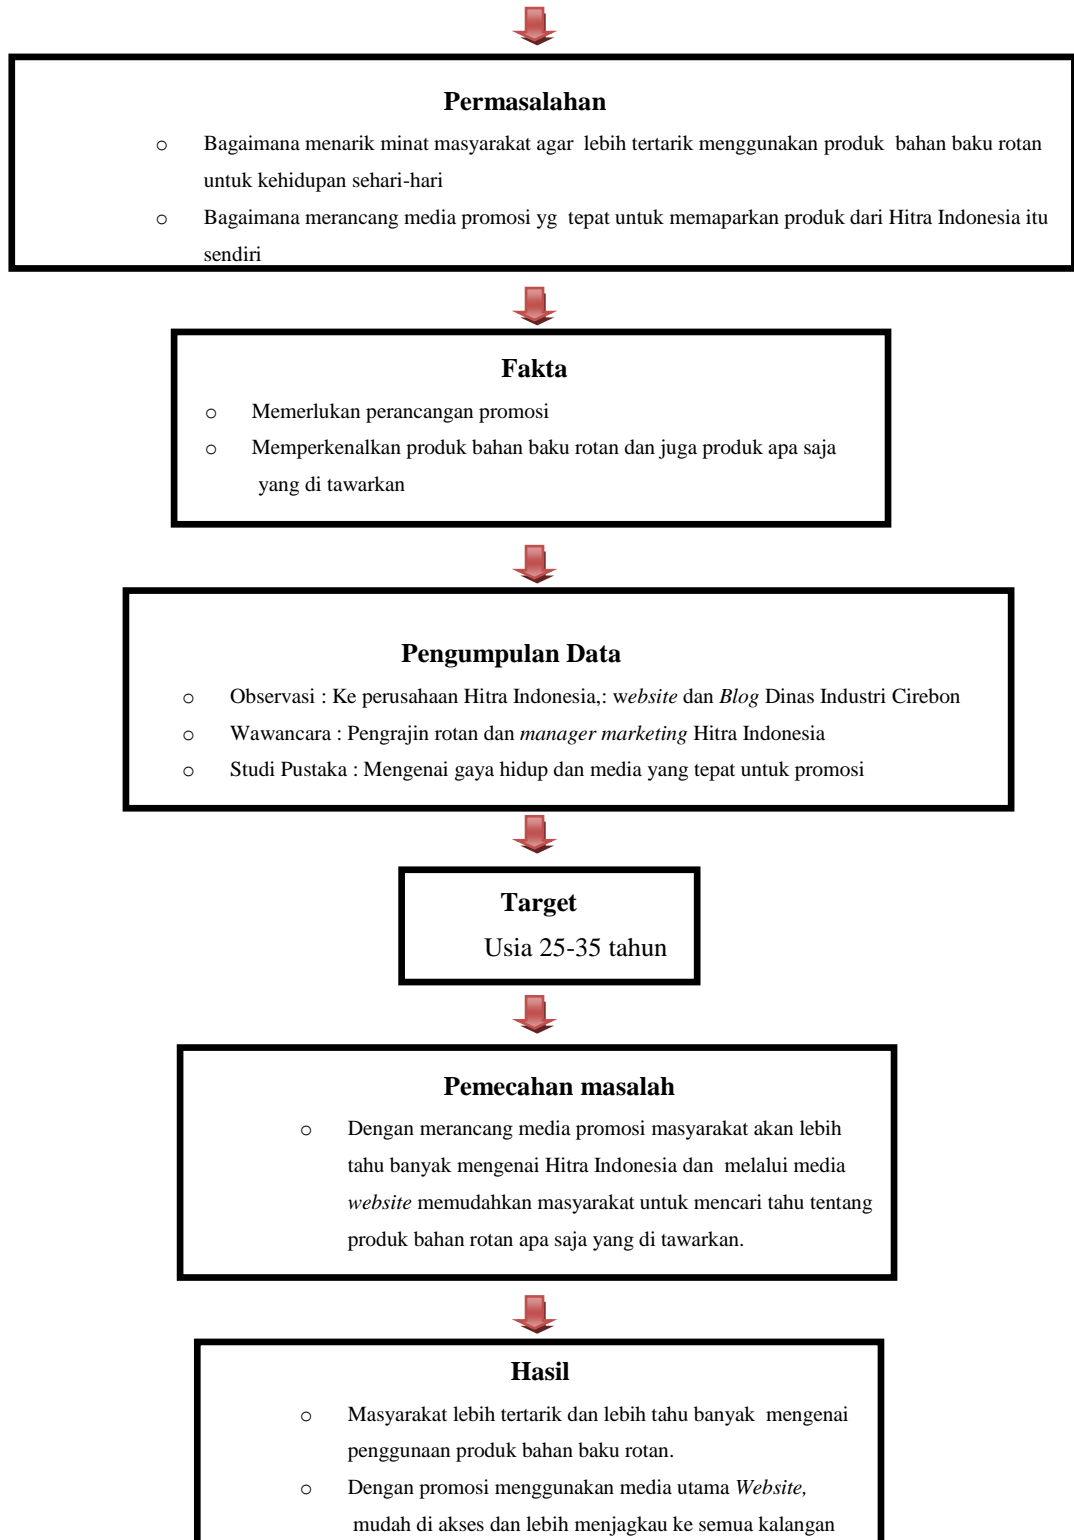 Permasalahan
o Bagaimana menarik minat masyarakat agar lebih tertarik menggunakan produk bahan baku rotan
untuk kehidupan sehari-hari
o Bagaimana merancang media promosi yg tepat untuk memaparkan produk dari Hitra Indonesia itu
sendiri
Fakta
o Memerlukan perancangan promosi
o Memperkenalkan produk bahan baku rotan dan juga produk apa saja
yang di tawarkan
Pengumpulan Data
o Observasi : Ke perusahaan Hitra Indonesia,: website dan Blog Dinas Industri Cirebon
o Wawancara : Pengrajin rotan dan manager marketing Hitra Indonesia
o Studi Pustaka : Mengenai gaya hidup dan media yang tepat untuk promosi
Target
Usia 25-35 tahun
Pemecahan masalah
o Dengan merancang media promosi masyarakat akan lebih
tahu banyak mengenai Hitra Indonesia dan melalui media
website memudahkan masyarakat untuk mencari tahu tentang
produk bahan rotan apa saja yang di tawarkan.
Hasil
o Masyarakat lebih tertarik dan lebih tahu banyak mengenai
penggunaan produk bahan baku rotan.
o Dengan promosi menggunakan media utama Website,
mudah di akses dan lebih menjagkau ke semua kalangan